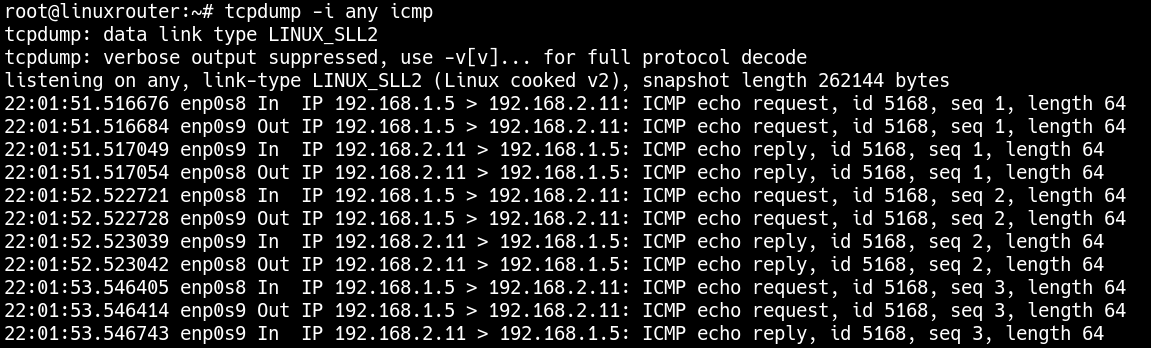 root@linuxrouter:~# tcpdump -i any icmp
tcpdump: data link type LINUX_SLL2
tcpdump: verbose output suppressed, use -v[v]... for full protocol decode
listening on any, link-type LINUX_SLL2 (Linux cooked v2), snapshot length 262144 bytes
22:01:51.516676 enp0s8 In  IP 192.168.1.5 > 192.168.2.11: ICMP echo request, id 5168, seq 1, length 64
22:01:51.516684 enp0s9 Out IP 192.168.1.5 > 192.168.2.11: ICMP echo request, id 5168, seq 1, length 64
22:01:51.517049 enp0s9 In  IP 192.168.2.11 > 192.168.1.5: ICMP echo reply, id 5168, seq 1, length 64
22:01:51.517054 enp0s8 Out IP 192.168.2.11 > 192.168.1.5: ICMP echo reply, id 5168, seq 1, length 64
22:01:52.522721 enp0s8 In  IP 192.168.1.5 > 192.168.2.11: ICMP echo request, id 5168, seq 2, length 64
22:01:52.522728 enp0s9 Out IP 192.168.1.5 > 192.168.2.11: ICMP echo request, id 5168, seq 2, length 64
22:01:52.523039 enp0s9 In  IP 192.168.2.11 > 192.168.1.5: ICMP echo reply, id 5168, seq 2, length 64
22:01:52.523042 enp0s8 Out IP 192.168.2.11 > 192.168.1.5: ICMP echo reply, id 5168, seq 2, length 64
22:01:53.546405 enp0s8 In  IP 192.168.1.5 > 192.168.2.11: ICMP echo request, id 5168, seq 3, length 64
22:01:53.546414 enp0s9 Out IP 192.168.1.5 > 192.168.2.11: ICMP echo request, id 5168, seq 3, length 64
22:01:53.546743 enp0s9 In  IP 192.168.2.11 > 192.168.1.5: ICMP echo reply, id 5168, seq 3, length 64